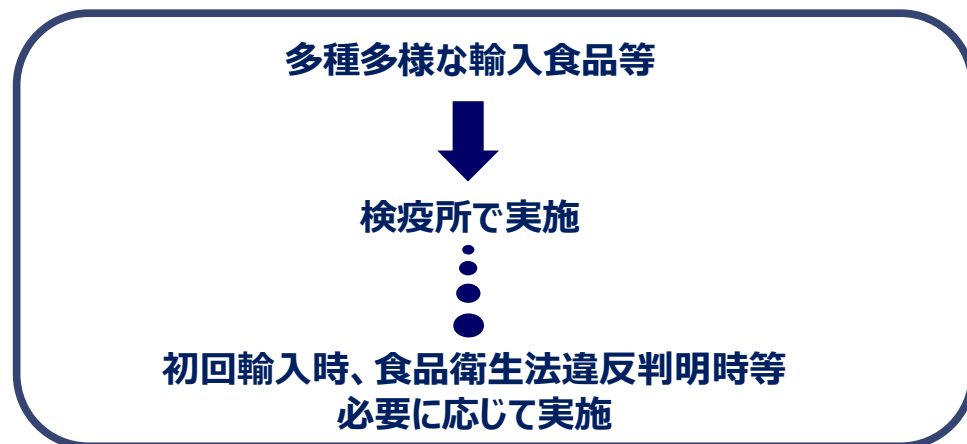 多種多様な輸入食品等
検疫所で実施
初回輸入時、食品衛生法違反判明時等
必要に応じて実施